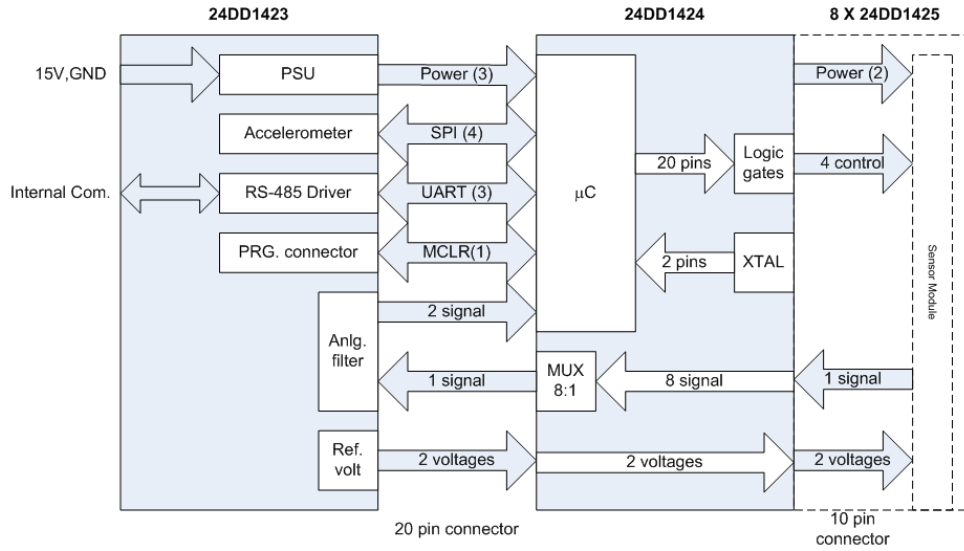 24DD1423
24DD1424
8 X 24DD1425
15V,GND
PSU
Power (3)
Power (2)
Accelerometer
SPI (4)
20 pins
Logic
gates
4 control
Internal Com.
RS-485 Driver
UART (3)
μC
PRG. connector
MCLR(1)
2 pins
XTAL
Sensor Module
2 signal
Anlg.
filter
1 signal
MUX
8:1
8 signal
1 signal
Ref.
volt
2 voltages
2 voltages
2 voltages
20 pin connector
10 pin
connector